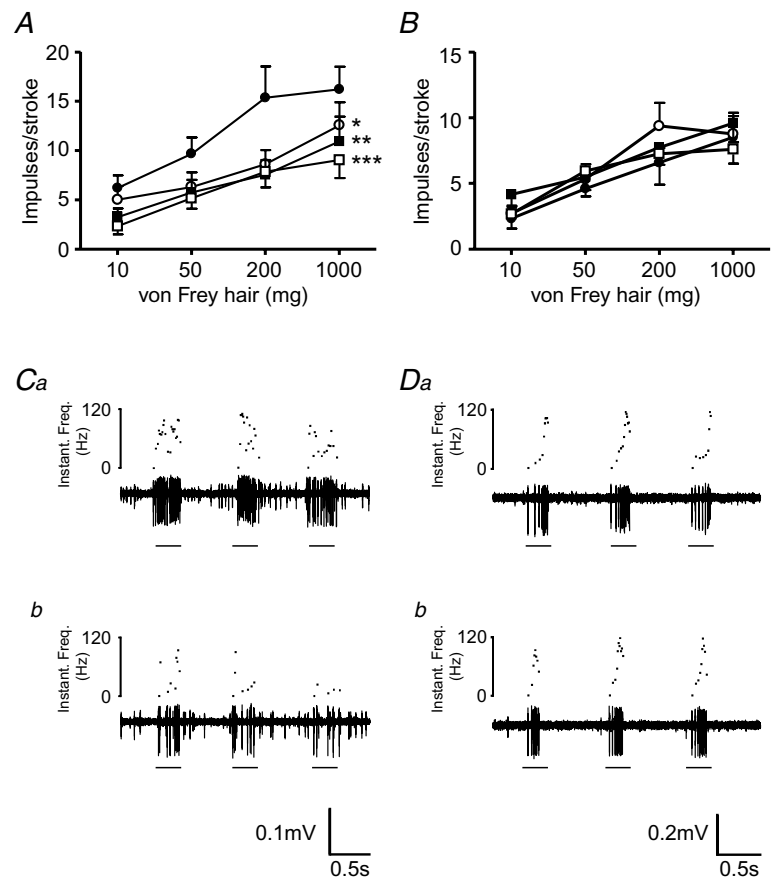 A
Impulses/stroke
20
15
10
5
0
*
**
***
10 50 200 1000
von Frey hair (mg)
B
Impulses/stroke
15
10
5
0
10 50 200 1000
von Frey hair (mg)
Ca
Instant. Freq.
(Hz)
120
0
Da
Instant. Freq.
(Hz)
120
0
b
Instant. Freq.
(Hz)
120
0
b
Instant. Freq.
(Hz)
120
0
0.1mV
0.5s
0.2mV
0.5s